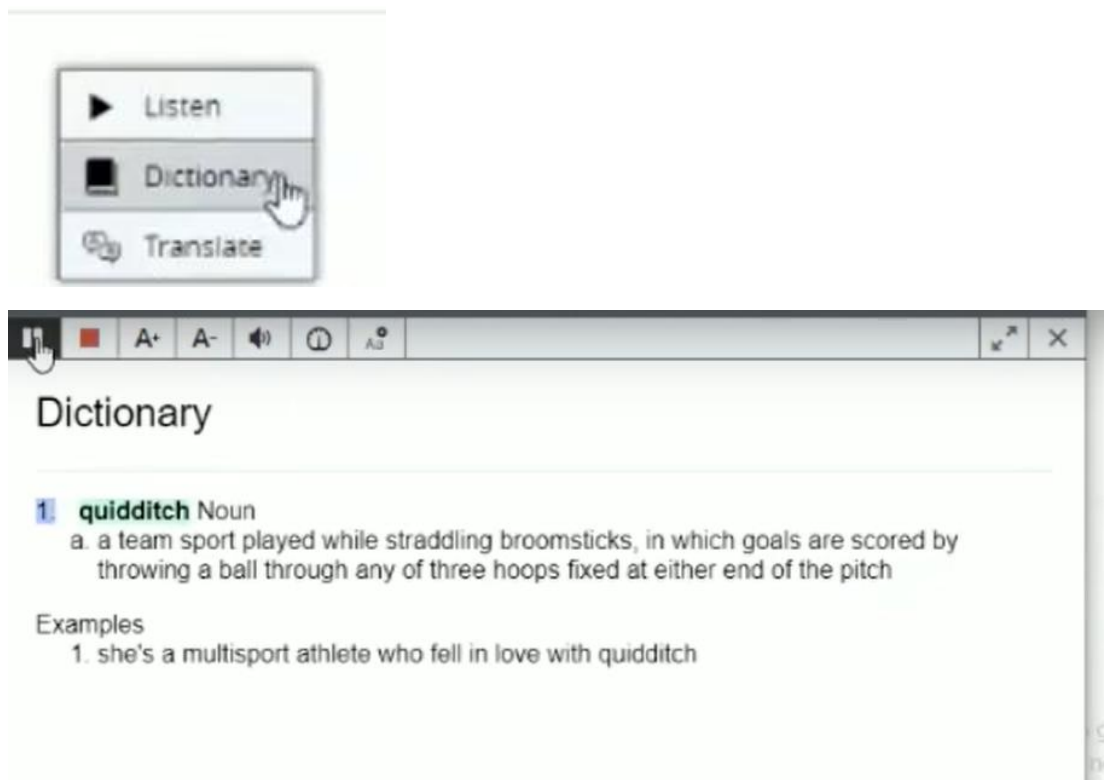 Listen
Dictionary
Translate
A+ A-
Dictionary
1. quidditch Noun
a. a team sport played while straddling broomsticks, in which goals are scored by
throwing a ball through any of three hoops fixed at either end of the pitch
Examples
1. she's a multisport athlete who fell in love with quidditch